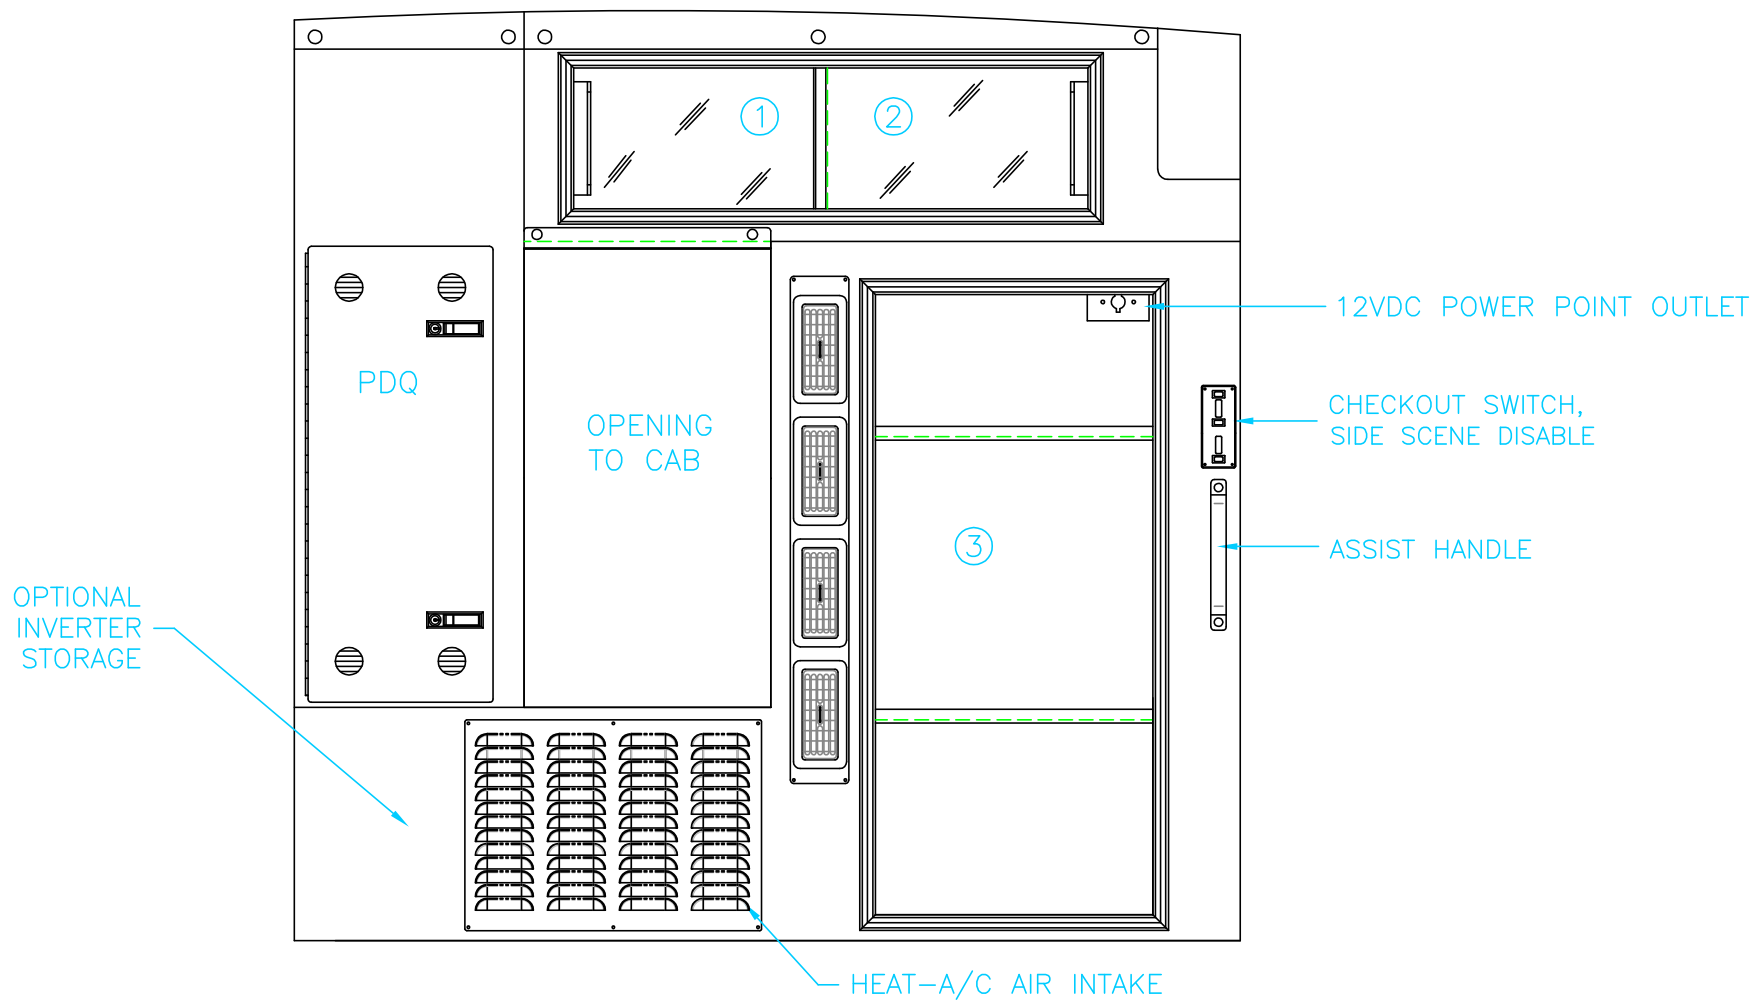 1
2
12VDC POWER POINT OUTLET
PDQ
CHECKOUT SWITCH,
SIDE SCENE DISABLE
OPENING
TO CAB
3
ASSIST HANDLE
OPTIONAL
INVERTER
STORAGE
HEAT-A/C AIR INTAKE